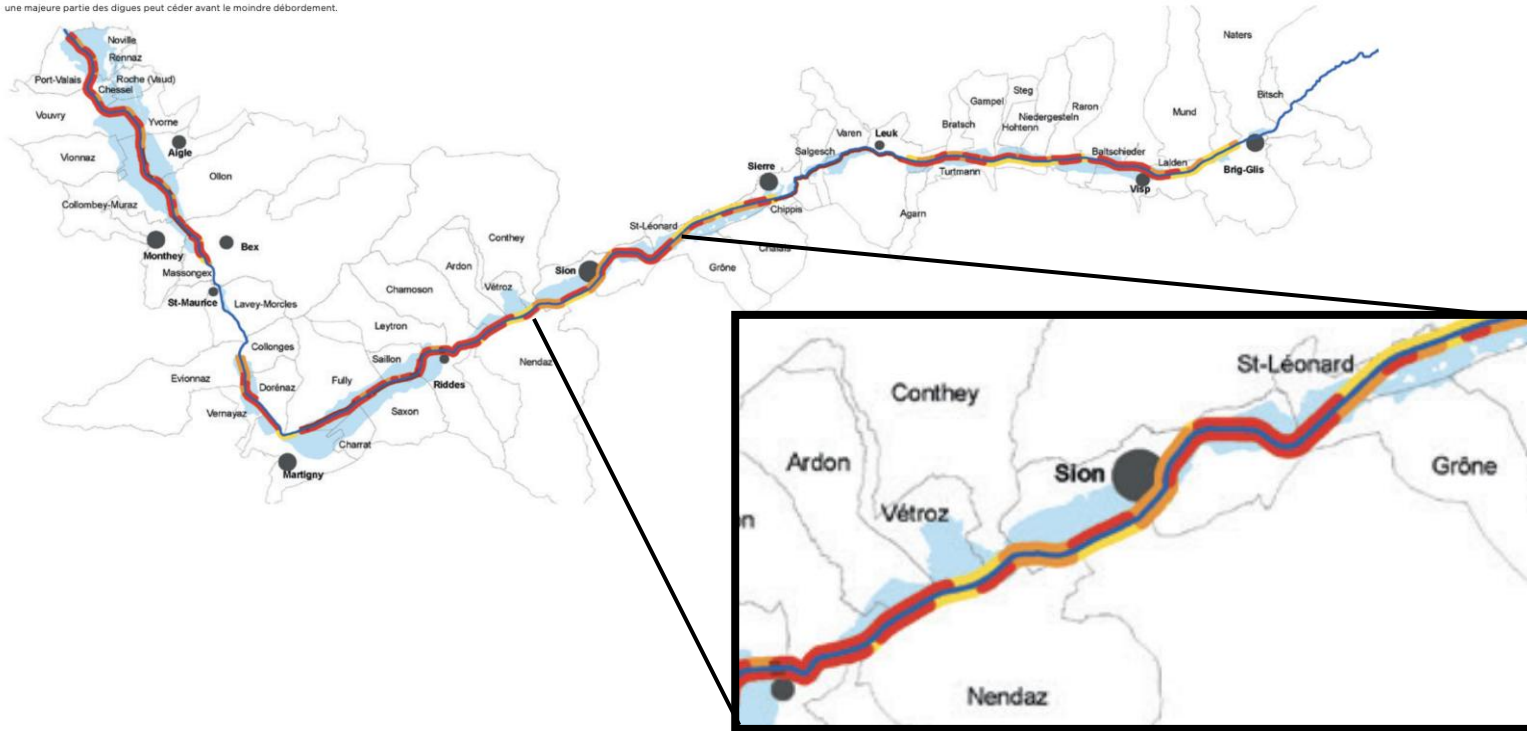 une majeure partie des digues peut céder avant le moindre débordement.
Noville
Rennaz
Port-Valais
Roche (Vaud)
Chessel
Vouvry
Yvorne
Aigle
Vionnaz
Ollon
Collombey-Muraz
Monthey
Bex
Massongex
St-Maurice
Lavey-Morcles
Collonges
Evionnaz
Dorénaz
Vernayaz
Martigny
Charrat
Fully
Saxon
Saillon
Leytron
Riddes
Chamoson
Ardon
Vétroz
Conthey
Nendaz
Sion
St-Léonard
Grône
Chalais
Chippis
Sierre
Salgesch
Varen
Leuk
Agarn
Turtmann
Bratsch
Gampel
Steg
Hohtenn
Niedergesteln
Raron
Baltschieder
Visp
Lalden
Mund
Brig-Glis
Naters
Bitsch
St-Léonard
Conthey
Ardon
Sion
Grône
Vétroz
n
Nendaz